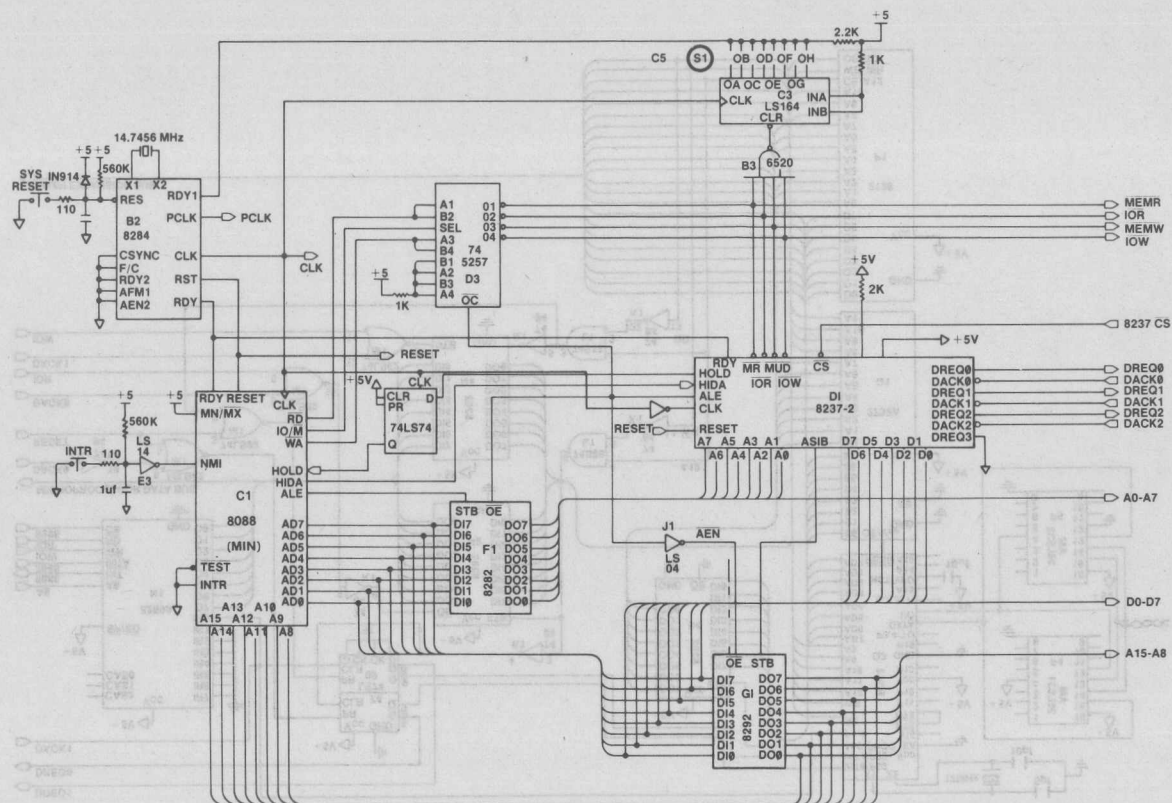 +5
2.2K
C5
S1
OB OD OF OH
1K
OA OC OE OG
CLK
C3
LS164
CLR
INA
INB
14.7456 MHz
+5 +5
560K
IN914
SYS
RESET
110
X1 X2
RES
B2
8284
RDY1
PCLK
PCLK
CSYNC
F/C
RDY2
AFM1
AEN2
CLK
CLK
RST
RDY
B3
6520
A1
B2
SEL
A3
B4
B1
A2
B3
A4
01
02
03
04
74
5257
D3
OC
+5
1K
MEMR
IOR
MEMW
IOW
+5V
2K
8237 CS
+5V
RESET
+5V
CLK
CLR
PR
D
74LS74
Q
RDY
HOLD
HIDA
ALE
CLK
RESET
RESET
MR MUD
IOR IOW
CS
DI
8237-2
DREQ0
DACK0
DREQ1
DACK1
DREQ2
DACK2
DREQ3
DREQ0
DACK0
DREQ1
DACK1
DREQ2
DACK2
A7 A5 A3 A1
A6 A4 A2 A0
ASIB
D7 D5 D3 D1
D6 D4 D2 D0
+5
RDY RESET
MN/MX
CLK
RD
IO/M
WA
+5
560K
INTR
110
LS
14
E3
1uf
NMI
HOLD
HIDA
ALE
C1
8088
(MIN)
TEST
INTR
AD7
AD6
AD5
AD4
AD3
AD2
AD1
AD0
A13 A10
A15 A12 A9
A14 A11 A8
STB OE
DI7
DI6
DI5
DI4
DI3
DI2
DI1
DI0
F1
8282
DO7
DO6
DO5
DO4
DO3
DO2
DO1
DO0
A0-A7
J1
AEN
LS
04
D0-D7
A15-A8
OE STB
DI7
DI6
DI5
DI4
DI3
DI2
DI1
DI0
GI
8292
DO7
DO6
DO5
DO4
DO3
DO2
DO1
DO0